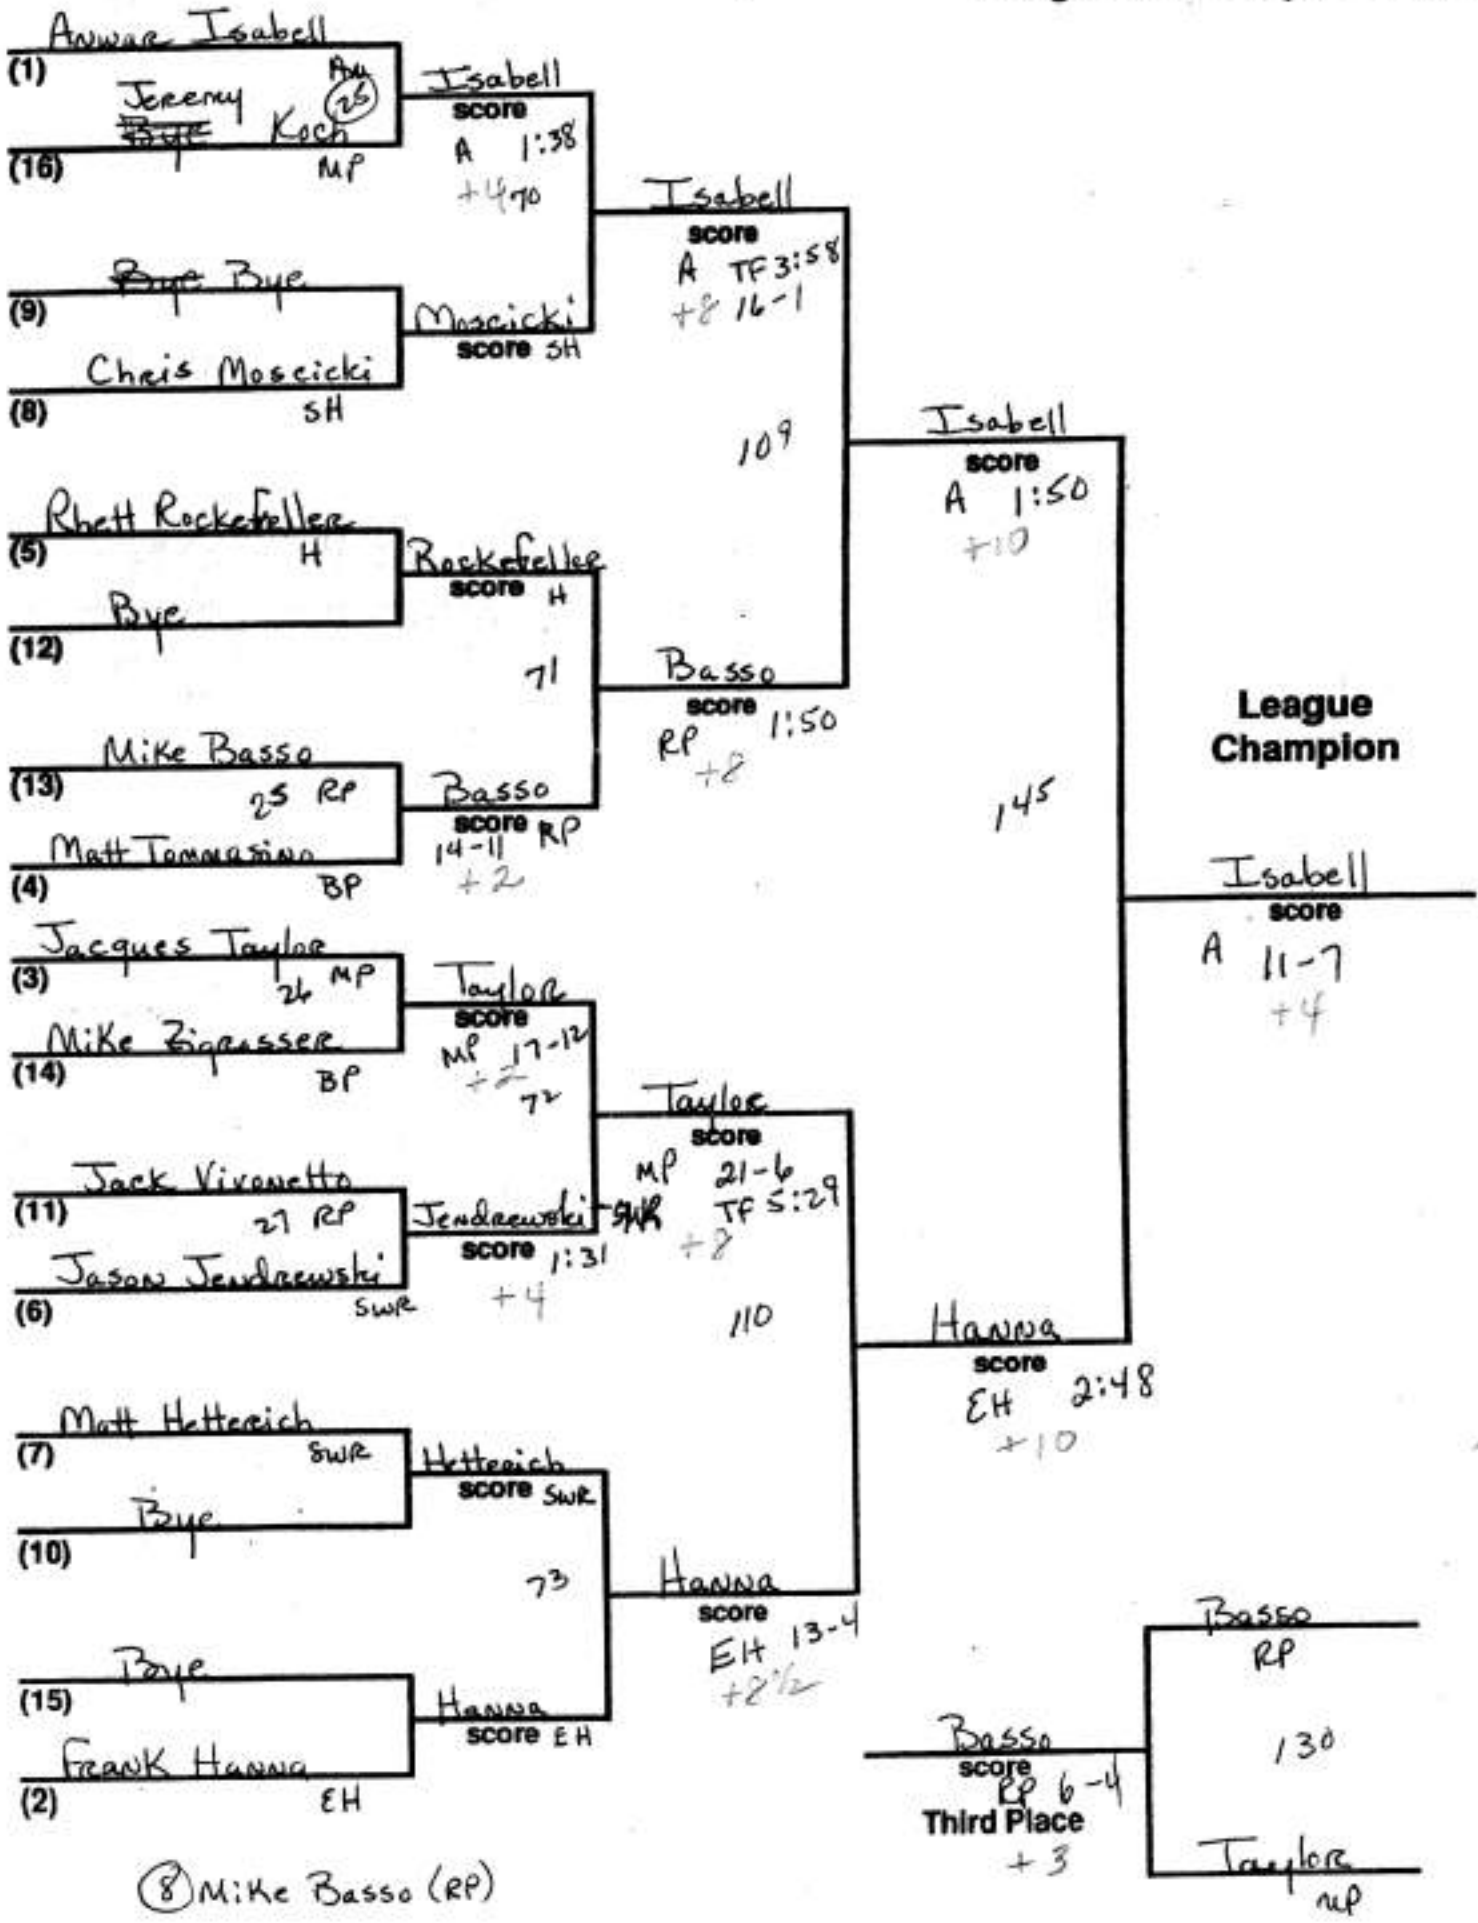 Anwar Isabell
(1)
Am
Jeremy
25
Bye Koch
(16)
MP
Isabell
score
A 1:38
+4 70
Bye Bye
(9)
Moscicki
score SH
Chris Moscicki
(8)
SH
Isabell
score
A TF 3:58
+8 16-1
109
Rhett Rockefeller
(5)
H
Rockefeller
score H
Bye
(12)
71
Mike Basso
(13)
25 RP
Basso
score RP
14-11
+2
Matt Tommasino
(4)
BP
Basso
score 1:50
RP
+8
Isabell
score
A 1:50
+10
145
League
Champion
Isabell
score
A 11-7
+4
Jacques Taylor
(3)
26 MP
Taylor
score
MP 17-12
+2
72
Mike Zigrosser
(14)
BP
Taylor
score
MP 21-6
TF 5:29
+8
110
Jack Vivonetto
(11)
27 RP
Jendrewski SWR
score 1:31
+4
Jason Jendrewski
(6)
SWR
Hanna
score
EH 2:48
+10
Matt Hettereich
(7)
SWR
Hettereich
score SWR
Bye
(10)
73
Hanna
score
EH 13-4
+8 1/2
Bye
(15)
Hanna
score EH
Frank Hanna
(2)
EH
Basso
RP
130
Basso
score
RP 6-4
Third Place
+3
Taylor
MP
8 Mike Basso (RP)